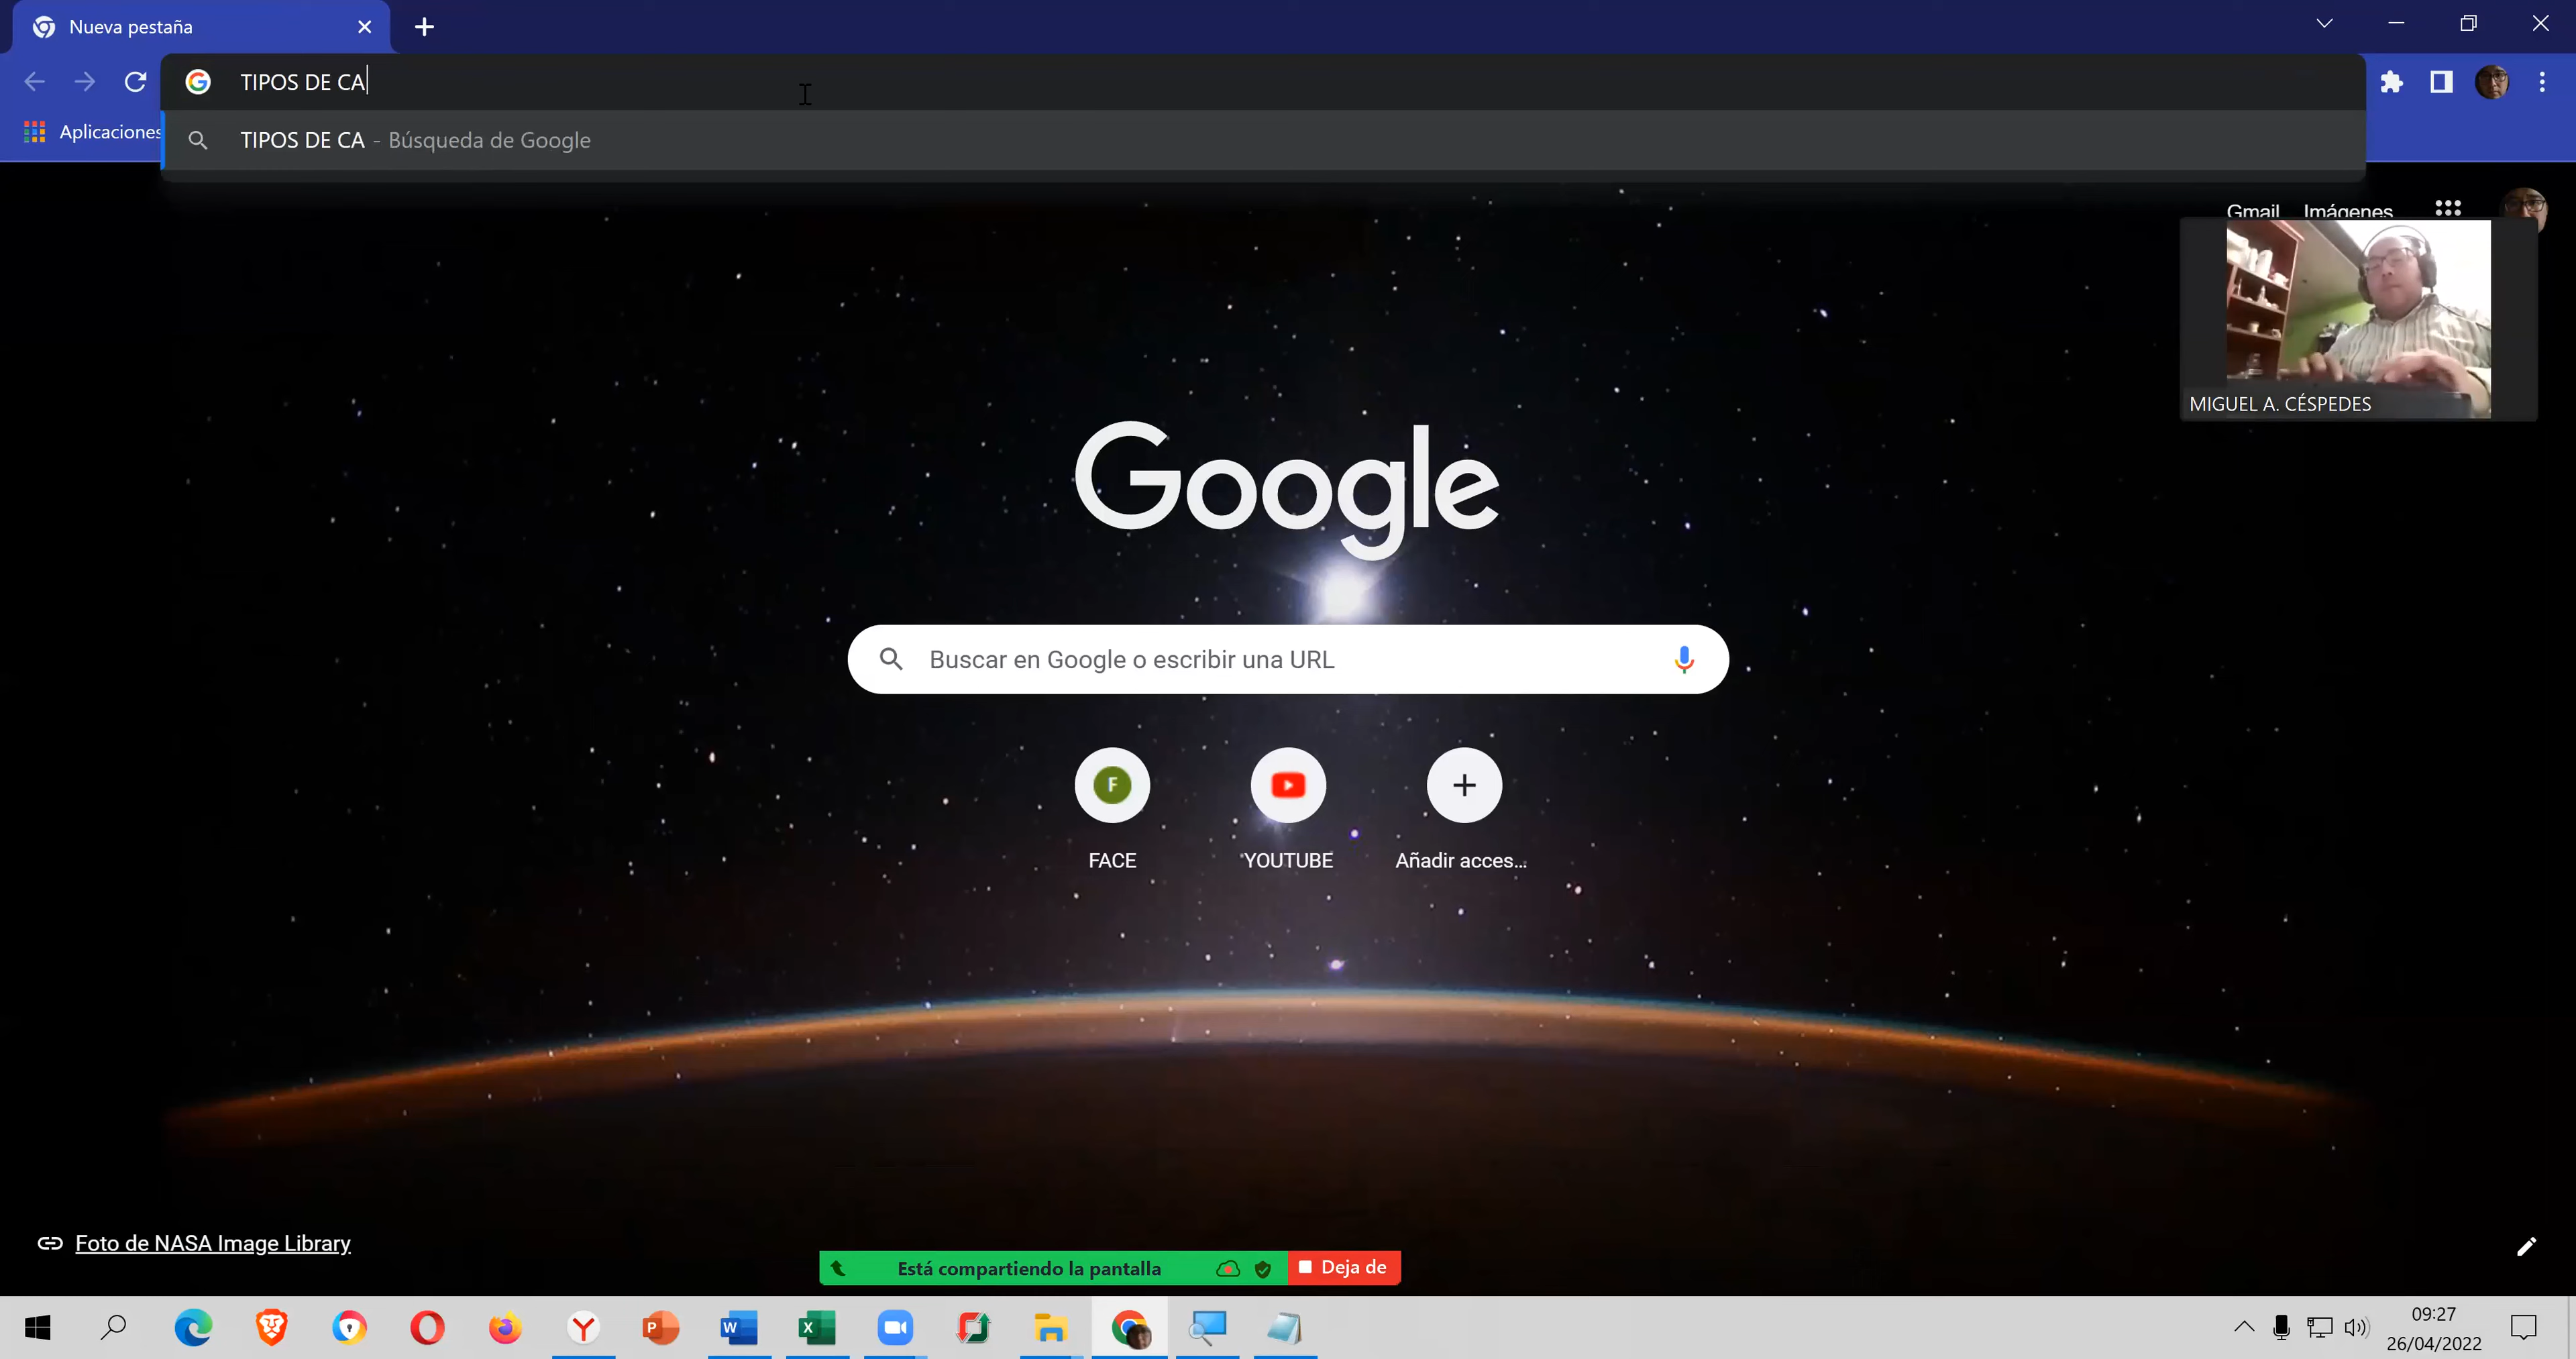 Nueva pestaña
TIPOS DE CA
Aplicaciones
TIPOS DE CA - Búsqueda de Google
Gmail Imágenes
MIGUEL A. CÉSPEDES
Google
Buscar en Google o escribir una URL
F
FACE
YOUTUBE
Añadir acces...
Foto de NASA Image Library
Está compartiendo la pantalla
Deja de
09:27
26/04/2022